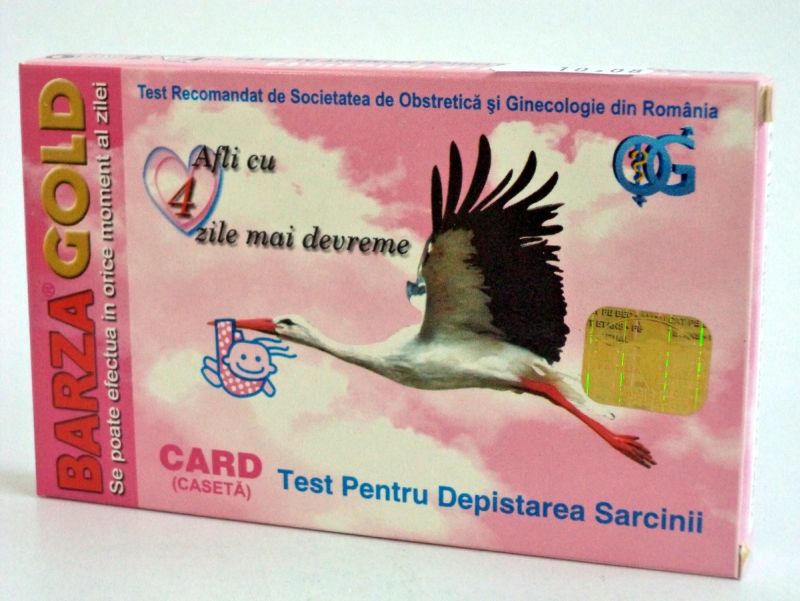 BARZA® GOLD
Se poate efectua în orice moment al zilei
Test Recomandat de Societatea de Obstretică şi Ginecologie din România
OG
Afli cu
4
zile mai devreme
CARD
(CASETĂ)
Test Pentru Depistarea Sarcinii